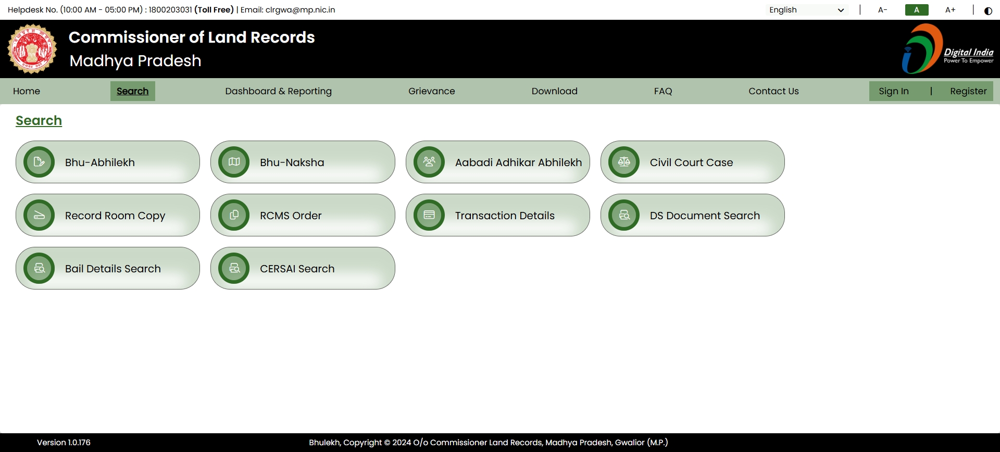 Helpdesk No. (10:00 AM - 05:00 PM) : 1800203031 (Toll Free) | Email: clrgwa@mp.nic.in
English | A- A A+ |
Commissioner of Land Records
Madhya Pradesh
Digital India
Power To Empower
Home Search Dashboard & Reporting Grievance Download FAQ Contact Us Sign In | Register
Search
Bhu-Abhilekh Bhu-Naksha Aabadi Adhikar Abhilekh Civil Court Case
Record Room Copy RCMS Order Transaction Details DS Document Search
Bail Details Search CERSAI Search
Version 1.0.176 Bhulekh, Copyright © 2024 O/o Commissioner Land Records, Madhya Pradesh, Gwalior (M.P.)